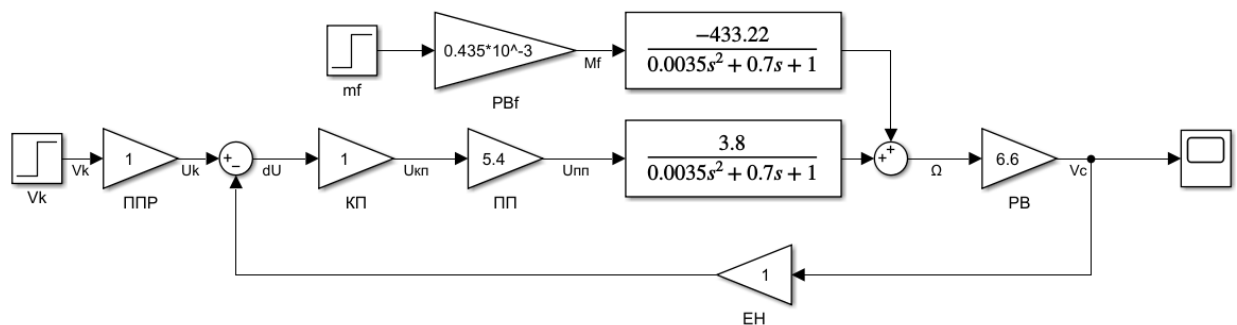 mf
0.435*10^-3
PBf
Mf
-433.22
0.0035s² + 0.7s + 1
Vk
Vk
1
ППР
Uk
+
−
dU
1
КП
Uкп
5.4
ПП
Uпп
3.8
0.0035s² + 0.7s + 1
+
+
Ω
6.6
РВ
Vc
1
ЕН